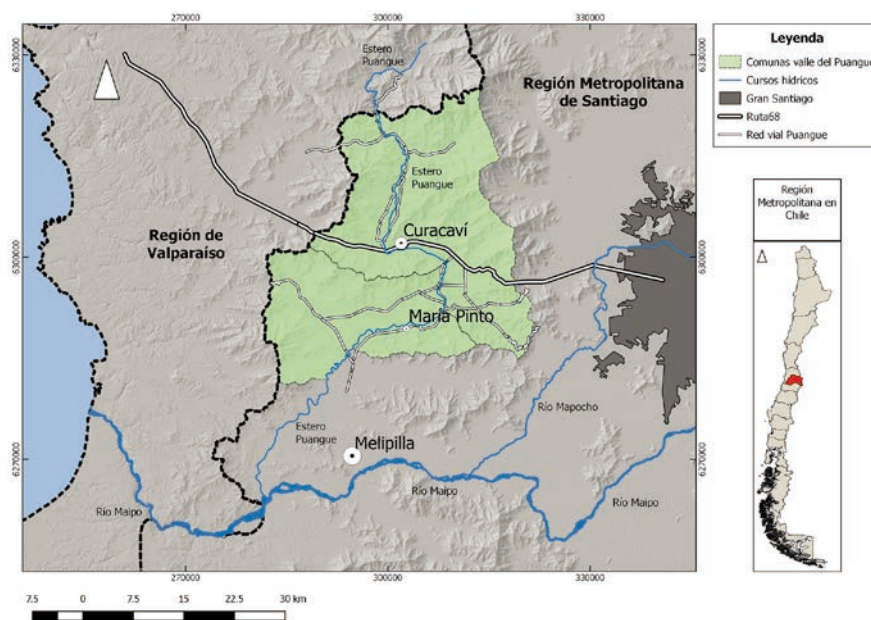 270000
300000
330000
6330000
6300000
6270000
Estero
Puangue
Región Metropolitana
de Santiago
Estero
Puangue
Región de
Valparaíso
Curacaví
María Pinto
Estero
Puangue
Melipilla
Río Mapocho
Río Maipo
Río Maipo
Río Maipo
6330000
6300000
6270000
270000
300000
330000
7.5
0
7.5
15
22.5
30 km
Leyenda
Comunas valle del Puangue
Cursos hídricos
Gran Santiago
Ruta68
Red vial Puangue
Región
Metropolitana en
Chile